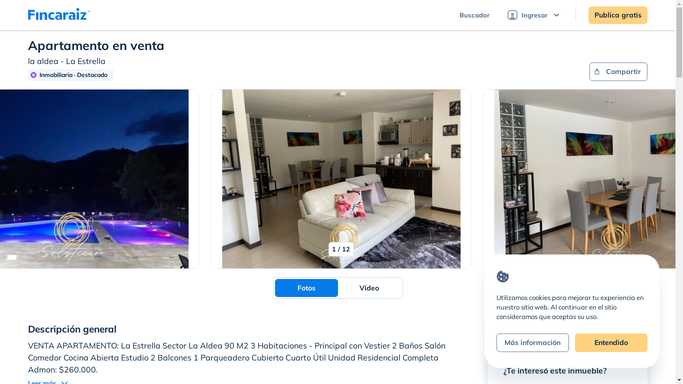 Fincaraiz
Buscador
Ingresar
Publica gratis
Apartamento en venta
la aldea - La Estrella
Inmobiliaria · Destacado
Compartir
1 / 12
Fotos
Video
Descripción general
VENTA APARTAMENTO: La Estrella Sector La Aldea 90 M2 3 Habitaciones - Principal con Vestier 2 Baños Salón
Comedor Cocina Abierta Estudio 2 Balcones 1 Parqueadero Cubierto Cuarto Útil Unidad Residencial Completa
Admon: $260.000.
Leer más
Utilizamos cookies para mejorar tu experiencia en
nuestro sitio web. Al continuar en el sitio
consideramos que aceptas su uso.
Más información
Entendido
¿Te interesó este inmueble?